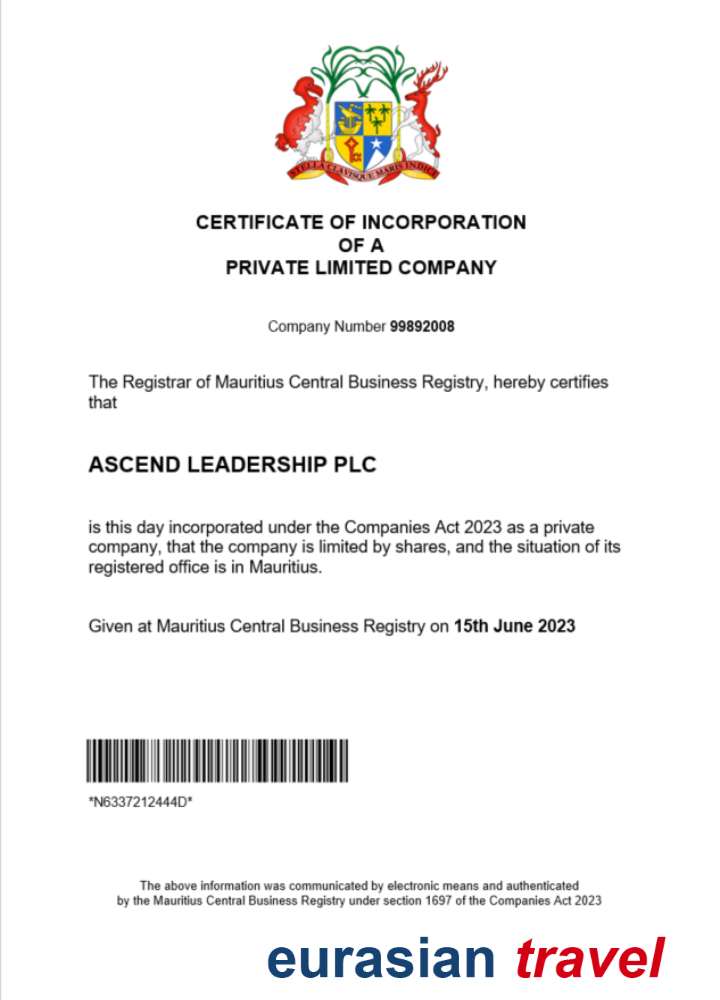 STELLA CLAVISQUE MARIS INDICI
CERTIFICATE OF INCORPORATION
OF A
PRIVATE LIMITED COMPANY
Company Number 99892008
The Registrar of Mauritius Central Business Registry, hereby certifies
that
ASCEND LEADERSHIP PLC
is this day incorporated under the Companies Act 2023 as a private
company, that the company is limited by shares, and the situation of its
registered office is in Mauritius.
Given at Mauritius Central Business Registry on 15th June 2023
*N6337212444D*
The above information was communicated by electronic means and authenticated
by the Mauritius Central Business Registry under section 1697 of the Companies Act 2023
eurasian travel